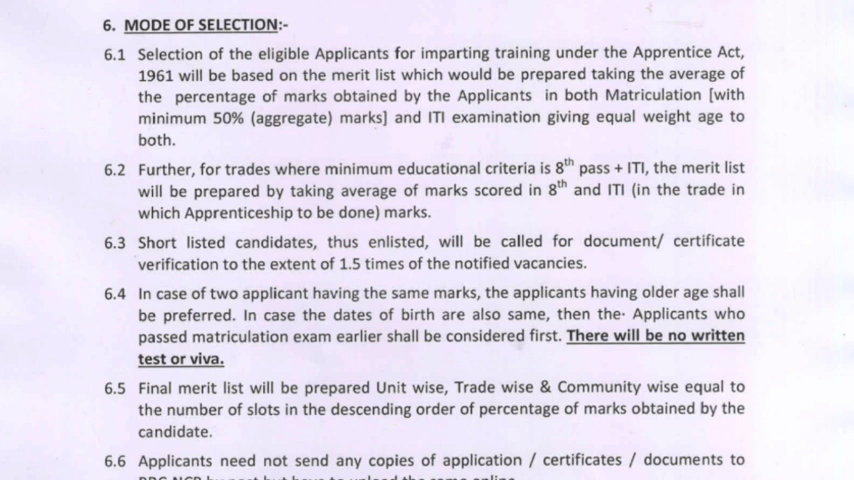 6. MODE OF SELECTION:-
6.1 Selection of the eligible Applicants for imparting training under the Apprentice Act,
1961 will be based on the merit list which would be prepared taking the average of
the percentage of marks obtained by the Applicants in both Matriculation [with
minimum 50% (aggregate) marks] and ITI examination giving equal weight age to
both.
6.2 Further, for trades where minimum educational criteria is 8th pass + ITI, the merit list
will be prepared by taking average of marks scored in 8th and ITI (in the trade in
which Apprenticeship to be done) marks.
6.3 Short listed candidates, thus enlisted, will be called for document/ certificate
verification to the extent of 1.5 times of the notified vacancies.
6.4 In case of two applicant having the same marks, the applicants having older age shall
be preferred. In case the dates of birth are also same, then the Applicants who
passed matriculation exam earlier shall be considered first. There will be no written
test or viva.
6.5 Final merit list will be prepared Unit wise, Trade wise & Community wise equal to
the number of slots in the descending order of percentage of marks obtained by the
candidate.
6.6 Applicants need not send any copies of application / certificates / documents to